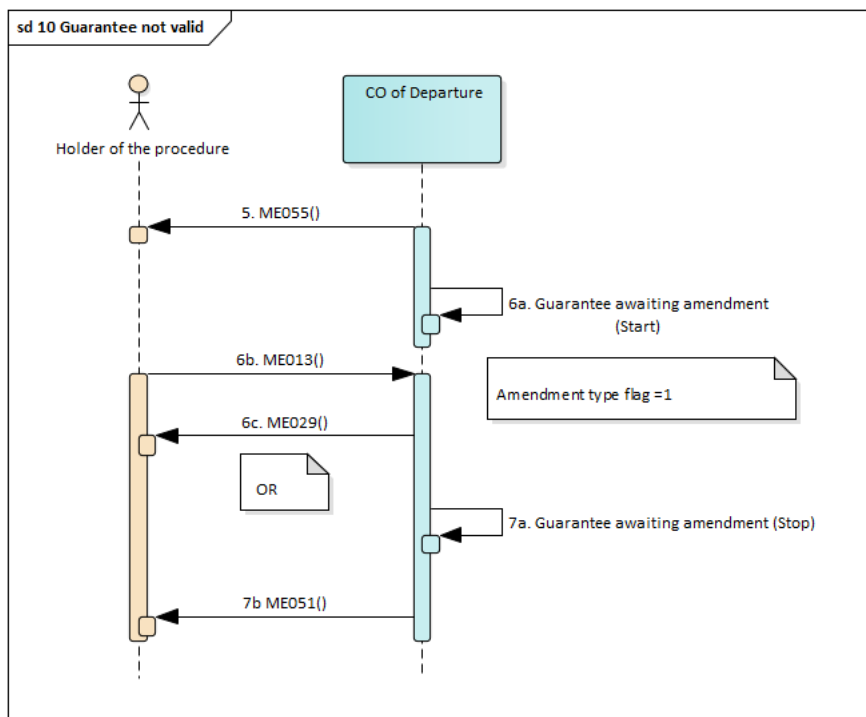 sd 10 Guarantee not valid
CO of Departure
Holder of the procedure
5. ME055()
6a. Guarantee awaiting amendment
(Start)
6b. ME013()
Amendment type flag =1
6c. ME029()
OR
7a. Guarantee awaiting amendment (Stop)
7b ME051()